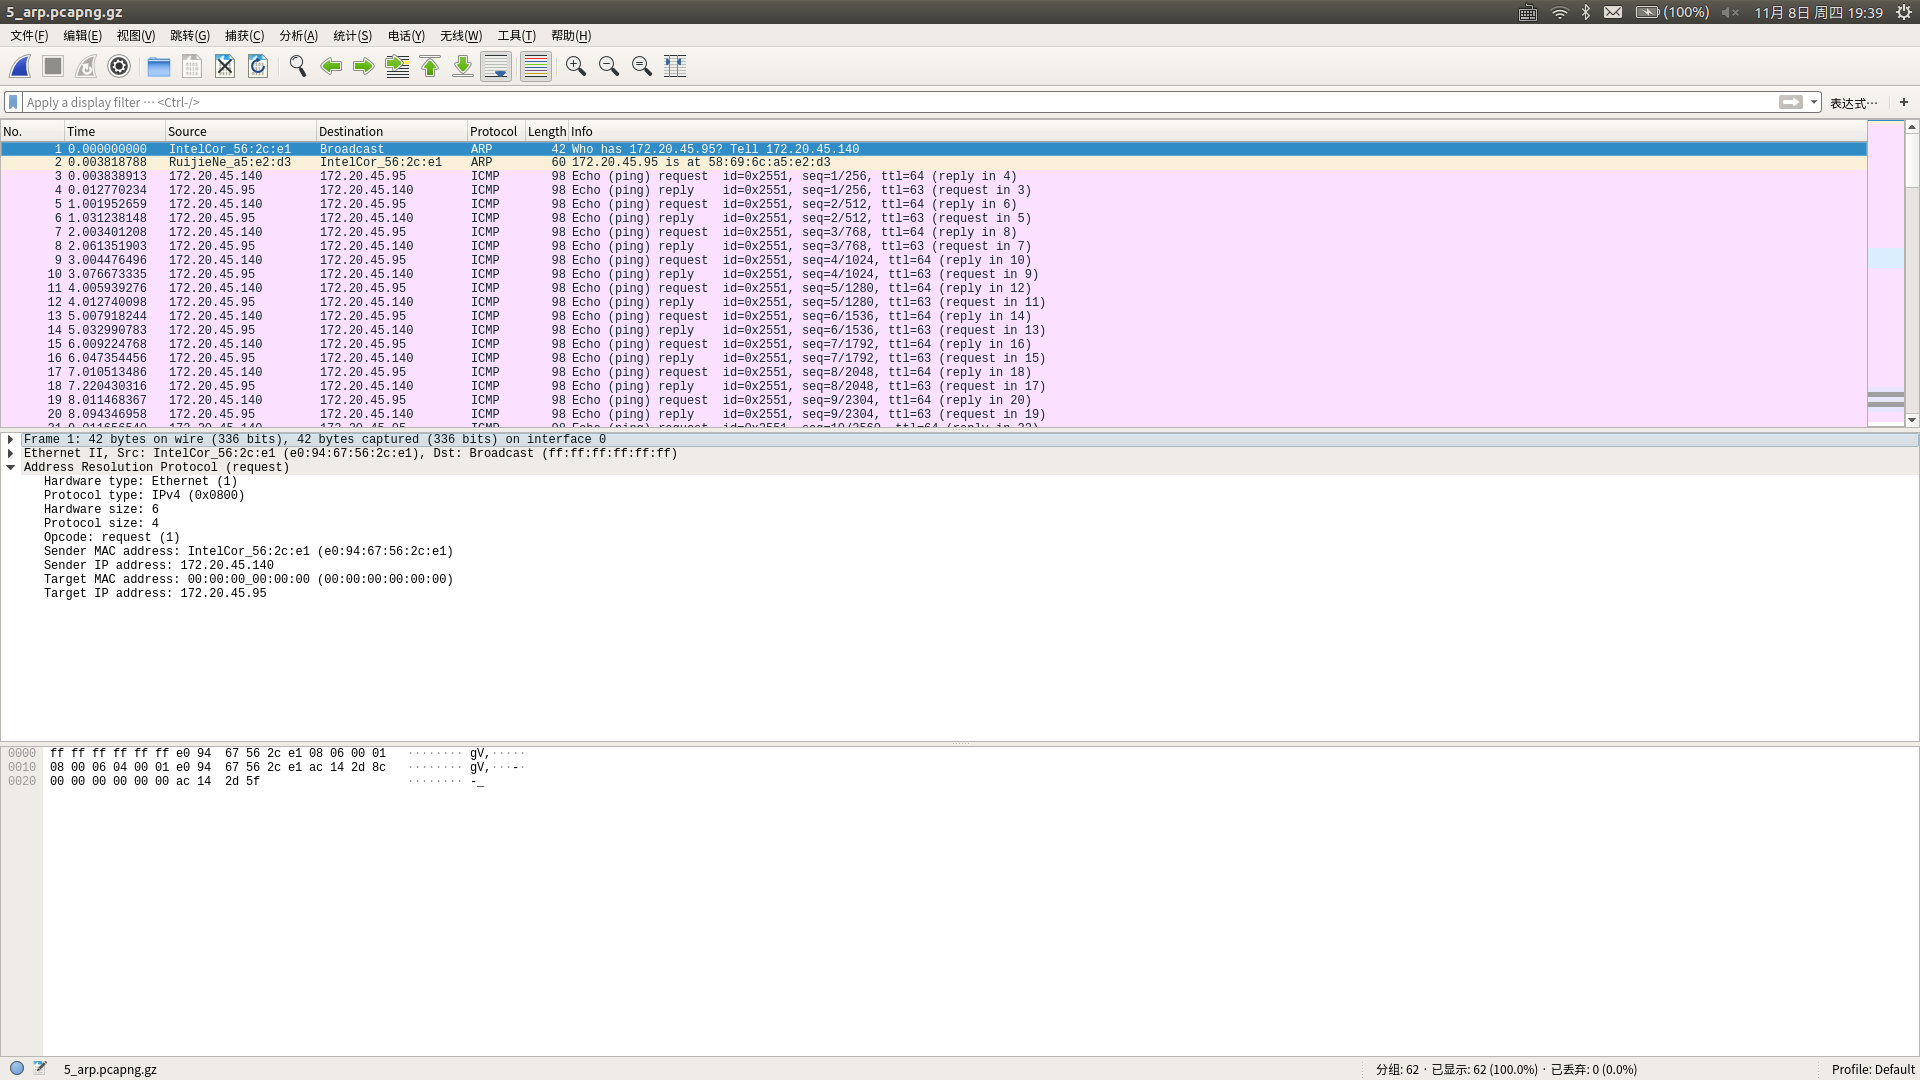 5_arp.pcapng.gz (100%) 11月 8日 周四 19:39
文件(F) 编辑(E) 视图(V) 跳转(G) 捕获(C) 分析(A) 统计(S) 电话(Y) 无线(W) 工具(T) 帮助(H)
Apply a display filter … <Ctrl-/> 表达式… +
No. Time Source Destination Protocol Length Info
1 0.000000000 IntelCor_56:2c:e1 Broadcast ARP 42 Who has 172.20.45.95? Tell 172.20.45.140
2 0.003818788 RuijieNe_a5:e2:d3 IntelCor_56:2c:e1 ARP 60 172.20.45.95 is at 58:69:6c:a5:e2:d3
3 0.003838913 172.20.45.140 172.20.45.95 ICMP 98 Echo (ping) request id=0x2551, seq=1/256, ttl=64 (reply in 4)
4 0.012770234 172.20.45.95 172.20.45.140 ICMP 98 Echo (ping) reply id=0x2551, seq=1/256, ttl=63 (request in 3)
5 1.001952659 172.20.45.140 172.20.45.95 ICMP 98 Echo (ping) request id=0x2551, seq=2/512, ttl=64 (reply in 6)
6 1.031238148 172.20.45.95 172.20.45.140 ICMP 98 Echo (ping) reply id=0x2551, seq=2/512, ttl=63 (request in 5)
7 2.003401208 172.20.45.140 172.20.45.95 ICMP 98 Echo (ping) request id=0x2551, seq=3/768, ttl=64 (reply in 8)
8 2.061351903 172.20.45.95 172.20.45.140 ICMP 98 Echo (ping) reply id=0x2551, seq=3/768, ttl=63 (request in 7)
9 3.004476496 172.20.45.140 172.20.45.95 ICMP 98 Echo (ping) request id=0x2551, seq=4/1024, ttl=64 (reply in 10)
10 3.076673335 172.20.45.95 172.20.45.140 ICMP 98 Echo (ping) reply id=0x2551, seq=4/1024, ttl=63 (request in 9)
11 4.005939276 172.20.45.140 172.20.45.95 ICMP 98 Echo (ping) request id=0x2551, seq=5/1280, ttl=64 (reply in 12)
12 4.012740098 172.20.45.95 172.20.45.140 ICMP 98 Echo (ping) reply id=0x2551, seq=5/1280, ttl=63 (request in 11)
13 5.007918244 172.20.45.140 172.20.45.95 ICMP 98 Echo (ping) request id=0x2551, seq=6/1536, ttl=64 (reply in 14)
14 5.032990783 172.20.45.95 172.20.45.140 ICMP 98 Echo (ping) reply id=0x2551, seq=6/1536, ttl=63 (request in 13)
15 6.009224768 172.20.45.140 172.20.45.95 ICMP 98 Echo (ping) request id=0x2551, seq=7/1792, ttl=64 (reply in 16)
16 6.047354456 172.20.45.95 172.20.45.140 ICMP 98 Echo (ping) reply id=0x2551, seq=7/1792, ttl=63 (request in 15)
17 7.010513486 172.20.45.140 172.20.45.95 ICMP 98 Echo (ping) request id=0x2551, seq=8/2048, ttl=64 (reply in 18)
18 7.220430316 172.20.45.95 172.20.45.140 ICMP 98 Echo (ping) reply id=0x2551, seq=8/2048, ttl=63 (request in 17)
19 8.011468367 172.20.45.140 172.20.45.95 ICMP 98 Echo (ping) request id=0x2551, seq=9/2304, ttl=64 (reply in 20)
20 8.094346958 172.20.45.95 172.20.45.140 ICMP 98 Echo (ping) reply id=0x2551, seq=9/2304, ttl=63 (request in 19)
Frame 1: 42 bytes on wire (336 bits), 42 bytes captured (336 bits) on interface 0
Ethernet II, Src: IntelCor_56:2c:e1 (e0:94:67:56:2c:e1), Dst: Broadcast (ff:ff:ff:ff:ff:ff)
Address Resolution Protocol (request)
Hardware type: Ethernet (1)
Protocol type: IPv4 (0x0800)
Hardware size: 6
Protocol size: 4
Opcode: request (1)
Sender MAC address: IntelCor_56:2c:e1 (e0:94:67:56:2c:e1)
Sender IP address: 172.20.45.140
Target MAC address: 00:00:00_00:00:00 (00:00:00:00:00:00)
Target IP address: 172.20.45.95
0000 ff ff ff ff ff ff e0 94 67 56 2c e1 08 06 00 01 ········ gV,·····
0010 08 00 06 04 00 01 e0 94 67 56 2c e1 ac 14 2d 8c ········ gV,···-·
0020 00 00 00 00 00 00 ac 14 2d 5f ········ -_
5_arp.pcapng.gz 分组: 62 · 已显示: 62 (100.0%) · 已丢弃: 0 (0.0%) Profile: Default